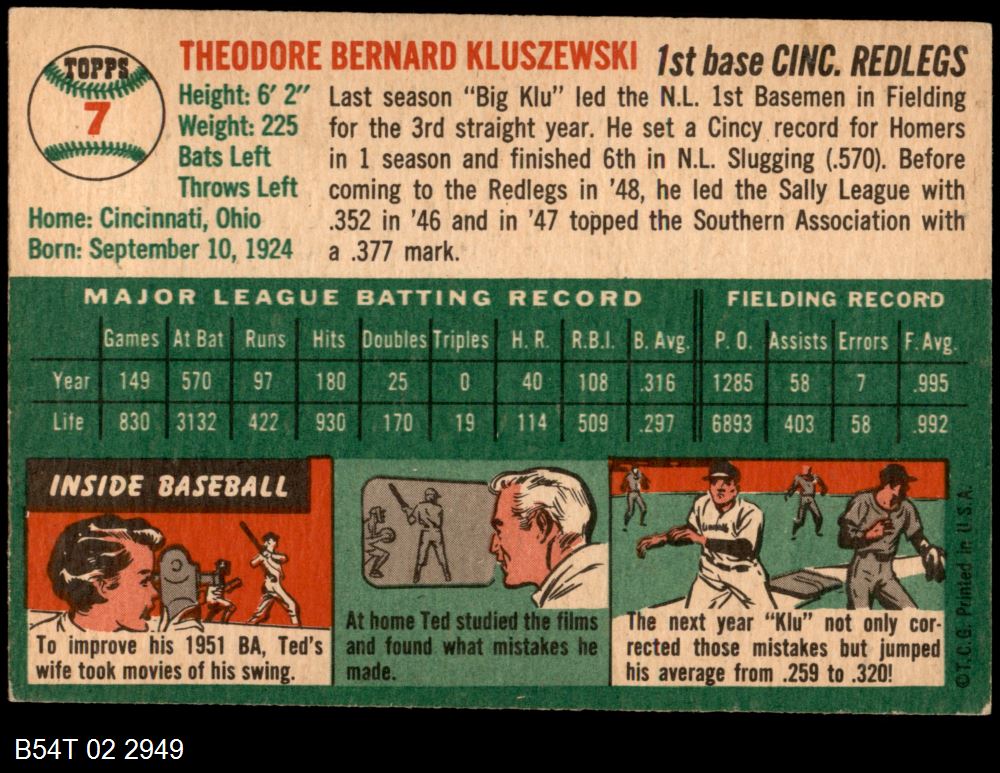 TOPPS
7
THEODORE BERNARD KLUSZEWSKI 1st base CINC. REDLEGS
Height: 6' 2"
Weight: 225
Bats Left
Throws Left
Home: Cincinnati, Ohio
Born: September 10, 1924
Last season "Big Klu" led the N.L. 1st Basemen in Fielding
for the 3rd straight year. He set a Cincy record for Homers
in 1 season and finished 6th in N.L. Slugging (.570). Before
coming to the Redlegs in '48, he led the Sally League with
.352 in '46 and in '47 topped the Southern Association with
a .377 mark.
MAJOR LEAGUE BATTING RECORD FIELDING RECORD
Games At Bat Runs Hits Doubles Triples H. R. R.B.I. B. Avg. P. O. Assists Errors F. Avg.
Year 149 570 97 180 25 0 40 108 .316 1285 58 7 .995
Life 830 3132 422 930 170 19 114 509 .297 6893 403 58 .992
INSIDE BASEBALL
To improve his 1951 BA, Ted's
wife took movies of his swing.
At home Ted studied the films
and found what mistakes he
made.
The next year "Klu" not only cor-
rected those mistakes but jumped
his average from .259 to .320!
©T.C.G. Printed in U.S.A.
B54T 02 2949